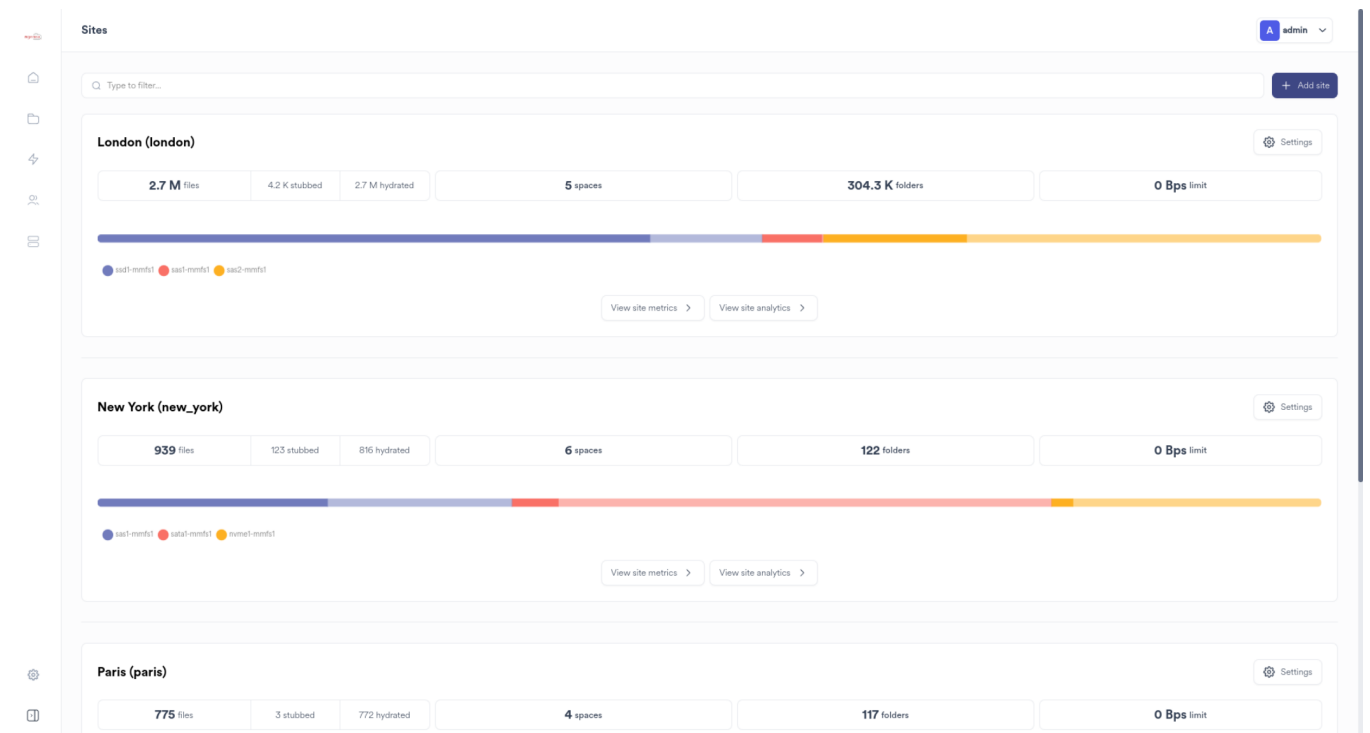 Sites
A admin
Type to filter...
Add site
London (london)
Settings
2.7 M files 4.2 K stubbed 2.7 M hydrated 5 spaces 304.3 K folders 0 Bps limit
ssd1-mmfs1 sas1-mmfs1 sas2-mmfs1
View site metrics View site analytics
New York (new_york)
Settings
939 files 123 stubbed 816 hydrated 6 spaces 122 folders 0 Bps limit
sas1-mmfs1 sata1-mmfs1 nvme1-mmfs1
View site metrics View site analytics
Paris (paris)
Settings
775 files 3 stubbed 772 hydrated 4 spaces 117 folders 0 Bps limit